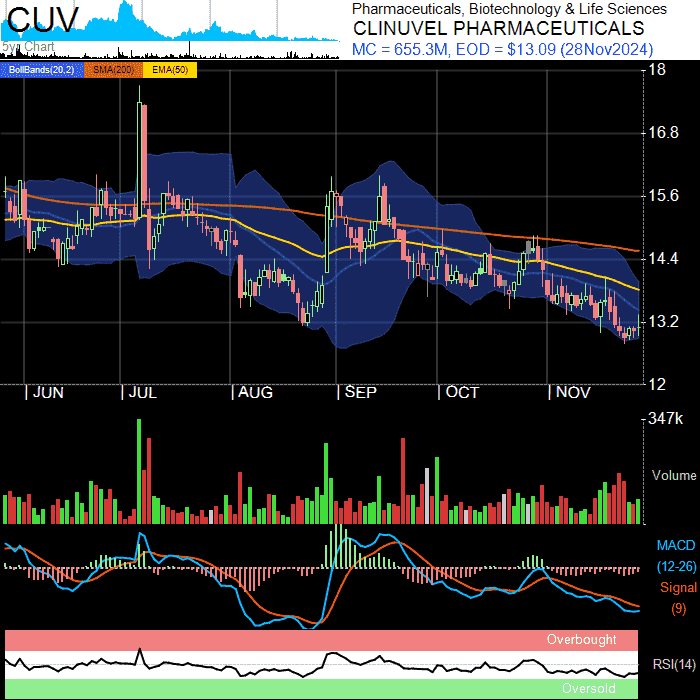 CUV
5yr Chart
Pharmaceuticals, Biotechnology & Life Sciences
CLINUVEL PHARMACEUTICALS
MC = 655.3M, EOD = $13.09 (28Nov2024)
BollBands(20,2) SMA(200) EMA(50)
18
16.8
15.6
14.4
13.2
12
JUN JUL AUG SEP OCT NOV
347k
Volume
MACD
(12-26)
Signal
(9)
Overbought
RSI(14)
Oversold